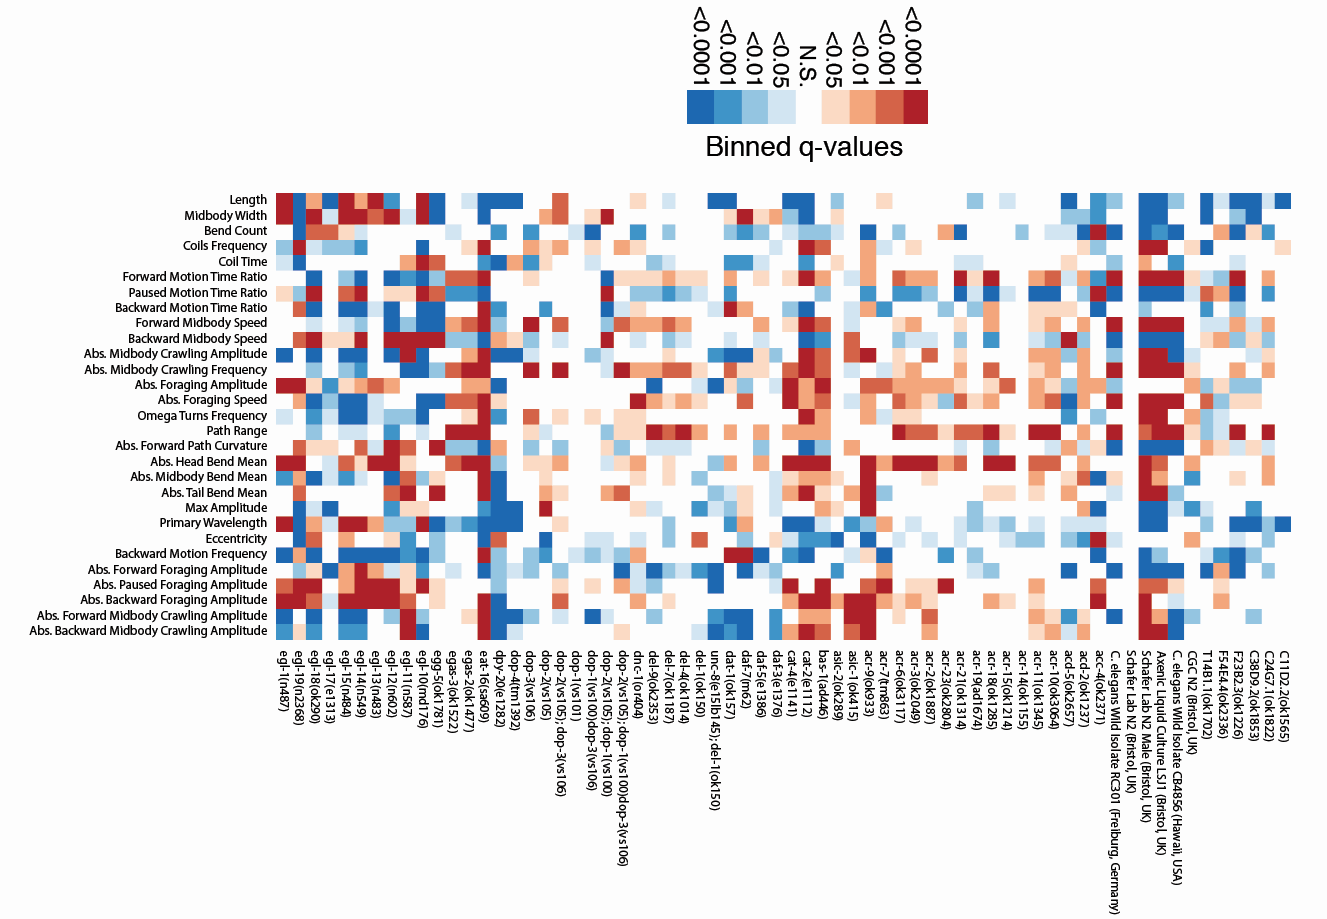 <0.0001
<0.001
<0.01
<0.05
N.S.
<0.05
<0.01
<0.001
<0.0001
Binned q-values
Length
Midbody Width
Bend Count
Coils Frequency
Coil Time
Forward Motion Time Ratio
Paused Motion Time Ratio
Backward Motion Time Ratio
Forward Midbody Speed
Backward Midbody Speed
Abs. Midbody Crawling Amplitude
Abs. Midbody Crawling Frequency
Abs. Foraging Amplitude
Abs. Foraging Speed
Omega Turns Frequency
Path Range
Abs. Forward Path Curvature
Abs. Head Bend Mean
Abs. Midbody Bend Mean
Abs. Tail Bend Mean
Max Amplitude
Primary Wavelength
Eccentricity
Backward Motion Frequency
Abs. Forward Foraging Amplitude
Abs. Paused Foraging Amplitude
Abs. Backward Foraging Amplitude
Abs. Forward Midbody Crawling Amplitude
Abs. Backward Midbody Crawling Amplitude
egl-1(n487)
egl-19(n2368)
egl-18(ok290)
egl-17(e1313)
egl-15(n484)
egl-14(n549)
egl-13(n483)
egl-12(n602)
egl-11(n587)
egl-10(md176)
egg-5(ok1781)
egas-3(ok1522)
egas-2(ok1477)
eat-16(sa609)
dpy-20(e1282)
dop-4(tm1392)
dop-3(vs106)
dop-2(vs105)
dop-2(vs105); dop-3(vs106)
dop-1(vs101)
dop-1(vs100)dop-3(vs106)
dop-2(vs105); dop-1(vs100)
dop-2(vs105); dop-1(vs100)dop-3(vs106)
dnc-1(or404)
del-9(ok2353)
del-7(ok1187)
del-4(ok1014)
del-1(ok150)
unc-8(e15lb145); del-1(ok150)
dat-1(ok157)
daf-7(m62)
daf-5(e1386)
daf-3(e1376)
cat-4(e1141)
cat-2(e1112)
bas-1(ad446)
asic-2(ok289)
asic-1(ok415)
acr-9(ok933)
acr-7(tm863)
acr-6(ok3117)
acr-3(ok2049)
acr-2(ok1887)
acr-23(ok2804)
acr-21(ok1314)
acr-19(ad1674)
acr-18(ok1285)
acr-15(ok1214)
acr-14(ok1155)
acr-11(ok1345)
acr-10(ok3064)
acd-5(ok2657)
acd-2(ok1237)
acc-4(ok2371)
C. elegans Wild Isolate RC301 (Freiburg, Germany)
Schafer Lab N2 (Bristol, UK)
Schafer Lab N2 Male (Bristol, UK)
Axenic Liquid Culture LSJ1 (Bristol, UK)
C. elegans Wild Isolate CB4856 (Hawaii, USA)
CGC N2 (Bristol, UK)
T14B1.1(ok1702)
F54E4.4(ok2336)
F23B2.3(ok1226)
C38D9.2(ok1853)
C24G7.1(ok1822)
C11D2.2(ok1565)